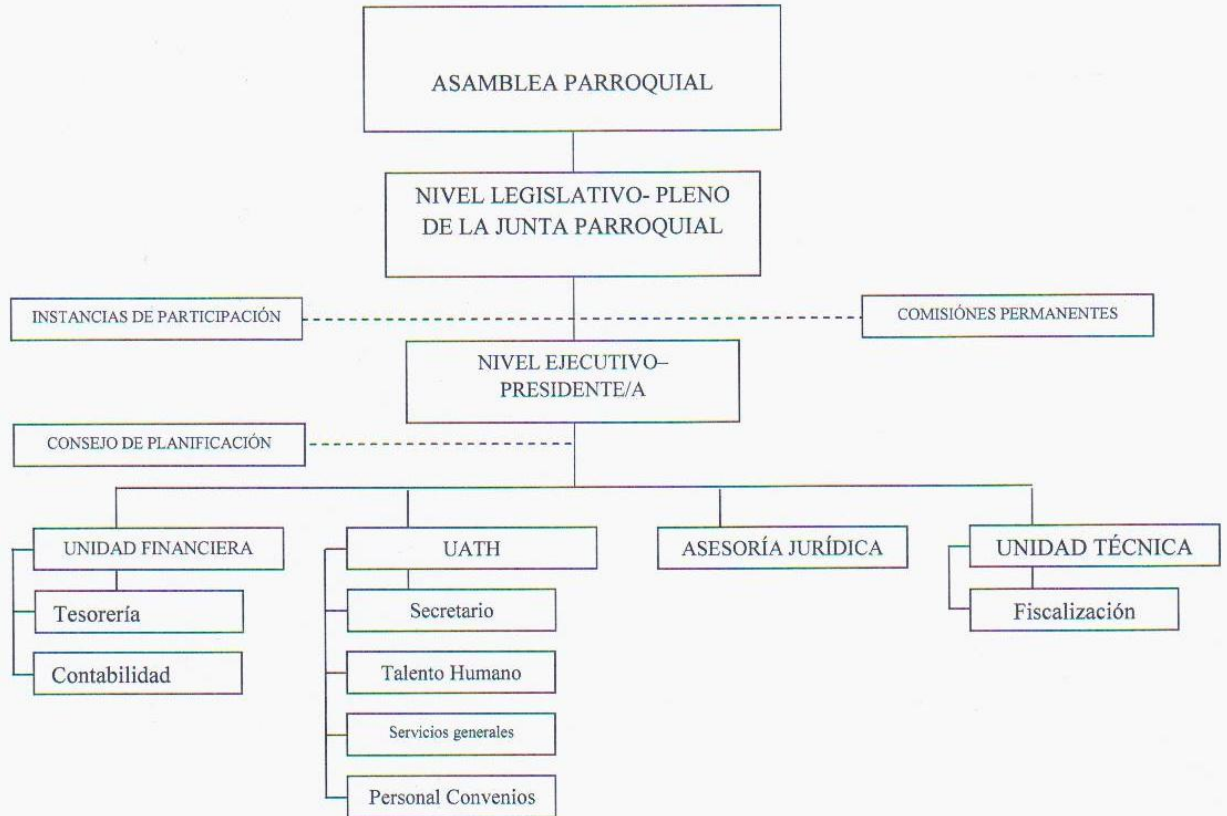 ASAMBLEA PARROQUIAL
NIVEL LEGISLATIVO- PLENO
DE LA JUNTA PARROQUIAL
INSTANCIAS DE PARTICIPACIÓN
COMISIÓNES PERMANENTES
NIVEL EJECUTIVO–
PRESIDENTE/A
CONSEJO DE PLANIFICACIÓN
UNIDAD FINANCIERA
UATH
ASESORÍA JURÍDICA
UNIDAD TÉCNICA
Tesorería
Secretario
Fiscalización
Contabilidad
Talento Humano
Servicios generales
Personal Convenios